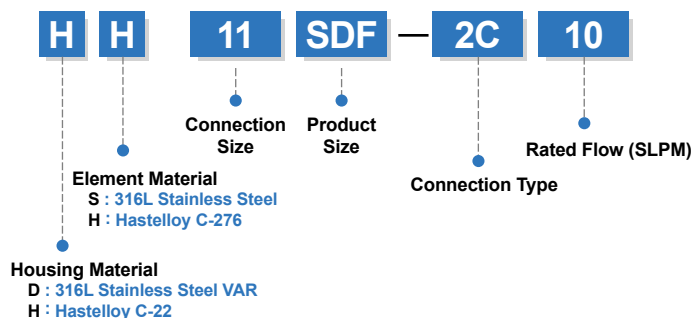 H H 11 SDF — 2C 10
Connection Size
Product Size
Rated Flow (SLPM)
Element Material
S : 316L Stainless Steel
H : Hastelloy C-276
Connection Type
Housing Material
D : 316L Stainless Steel VAR
H : Hastelloy C-22